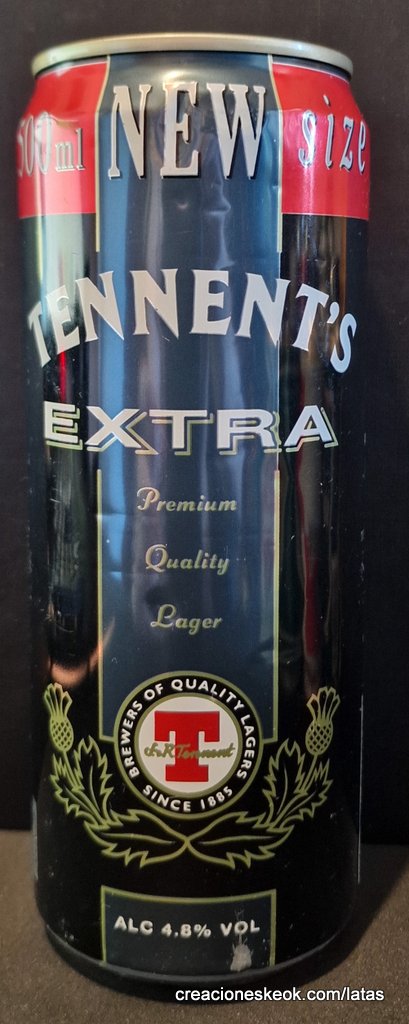 500ml NEW size
TENNENT'S
EXTRA
Premium
Quality
Lager
BREWERS OF QUALITY LAGERS
T
J&R Tennent
SINCE 1885
ALC 4.8% VOL
creacioneskeok.com/latas